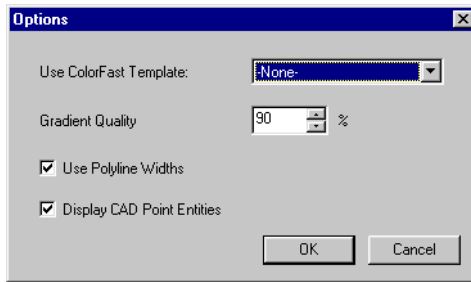 Options
Use ColorFast Template: -None-
Gradient Quality 90 %
Use Polyline Widths
Display CAD Point Entities
OK Cancel